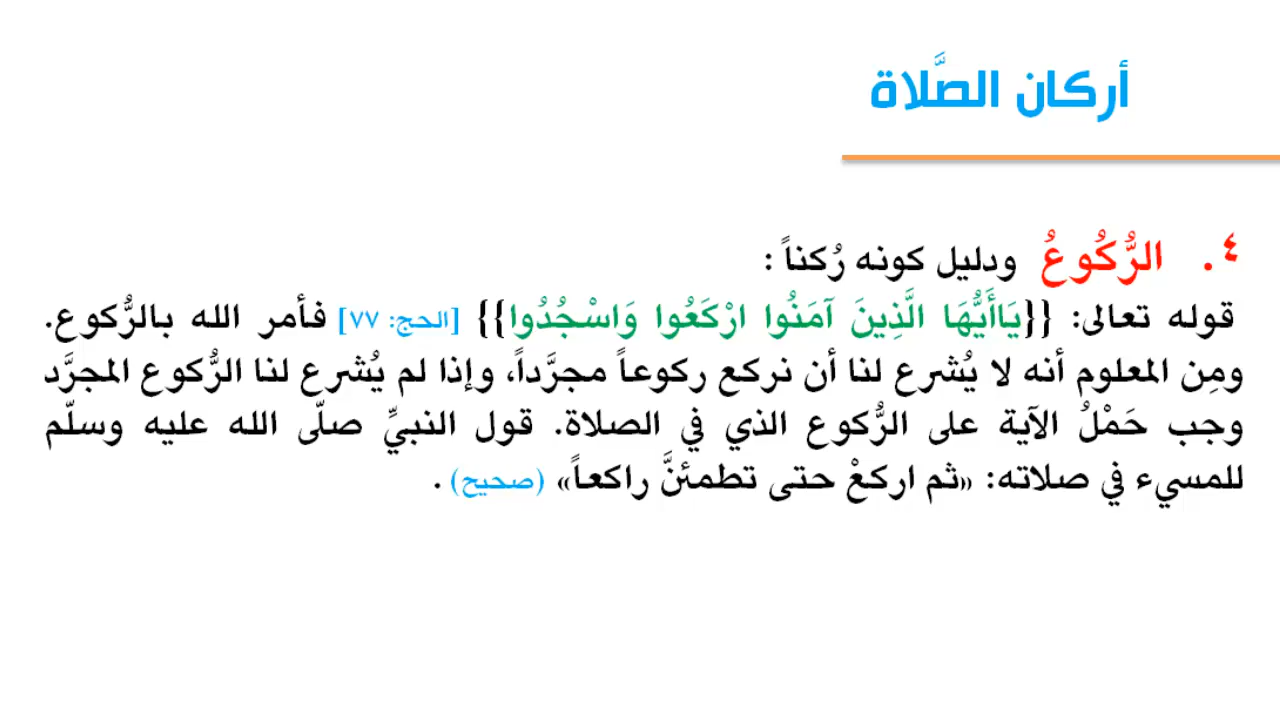 أركان الصَّلاة
٤. الرُّكُوعُ ودليل كونه رُكناً :
قوله تعالى: {{يَاأَيُّهَا الَّذِينَ آمَنُوا ارْكَعُوا وَاسْجُدُوا}} [الحج: ٧٧] فأمر الله بالرُّكوع.
ومِن المعلوم أنه لا يُشرع لنا أن نركع ركوعاً مجرَّداً، وإذا لم يُشرع لنا الرُّكوع المجرَّد
وجب حَمْلُ الآية على الرُّكوع الذي في الصلاة. قول النبيِّ صلّى الله عليه وسلّم
للمسيء في صلاته: «ثم اركعْ حتى تطمئنَّ راكعاً» (صحيح) .